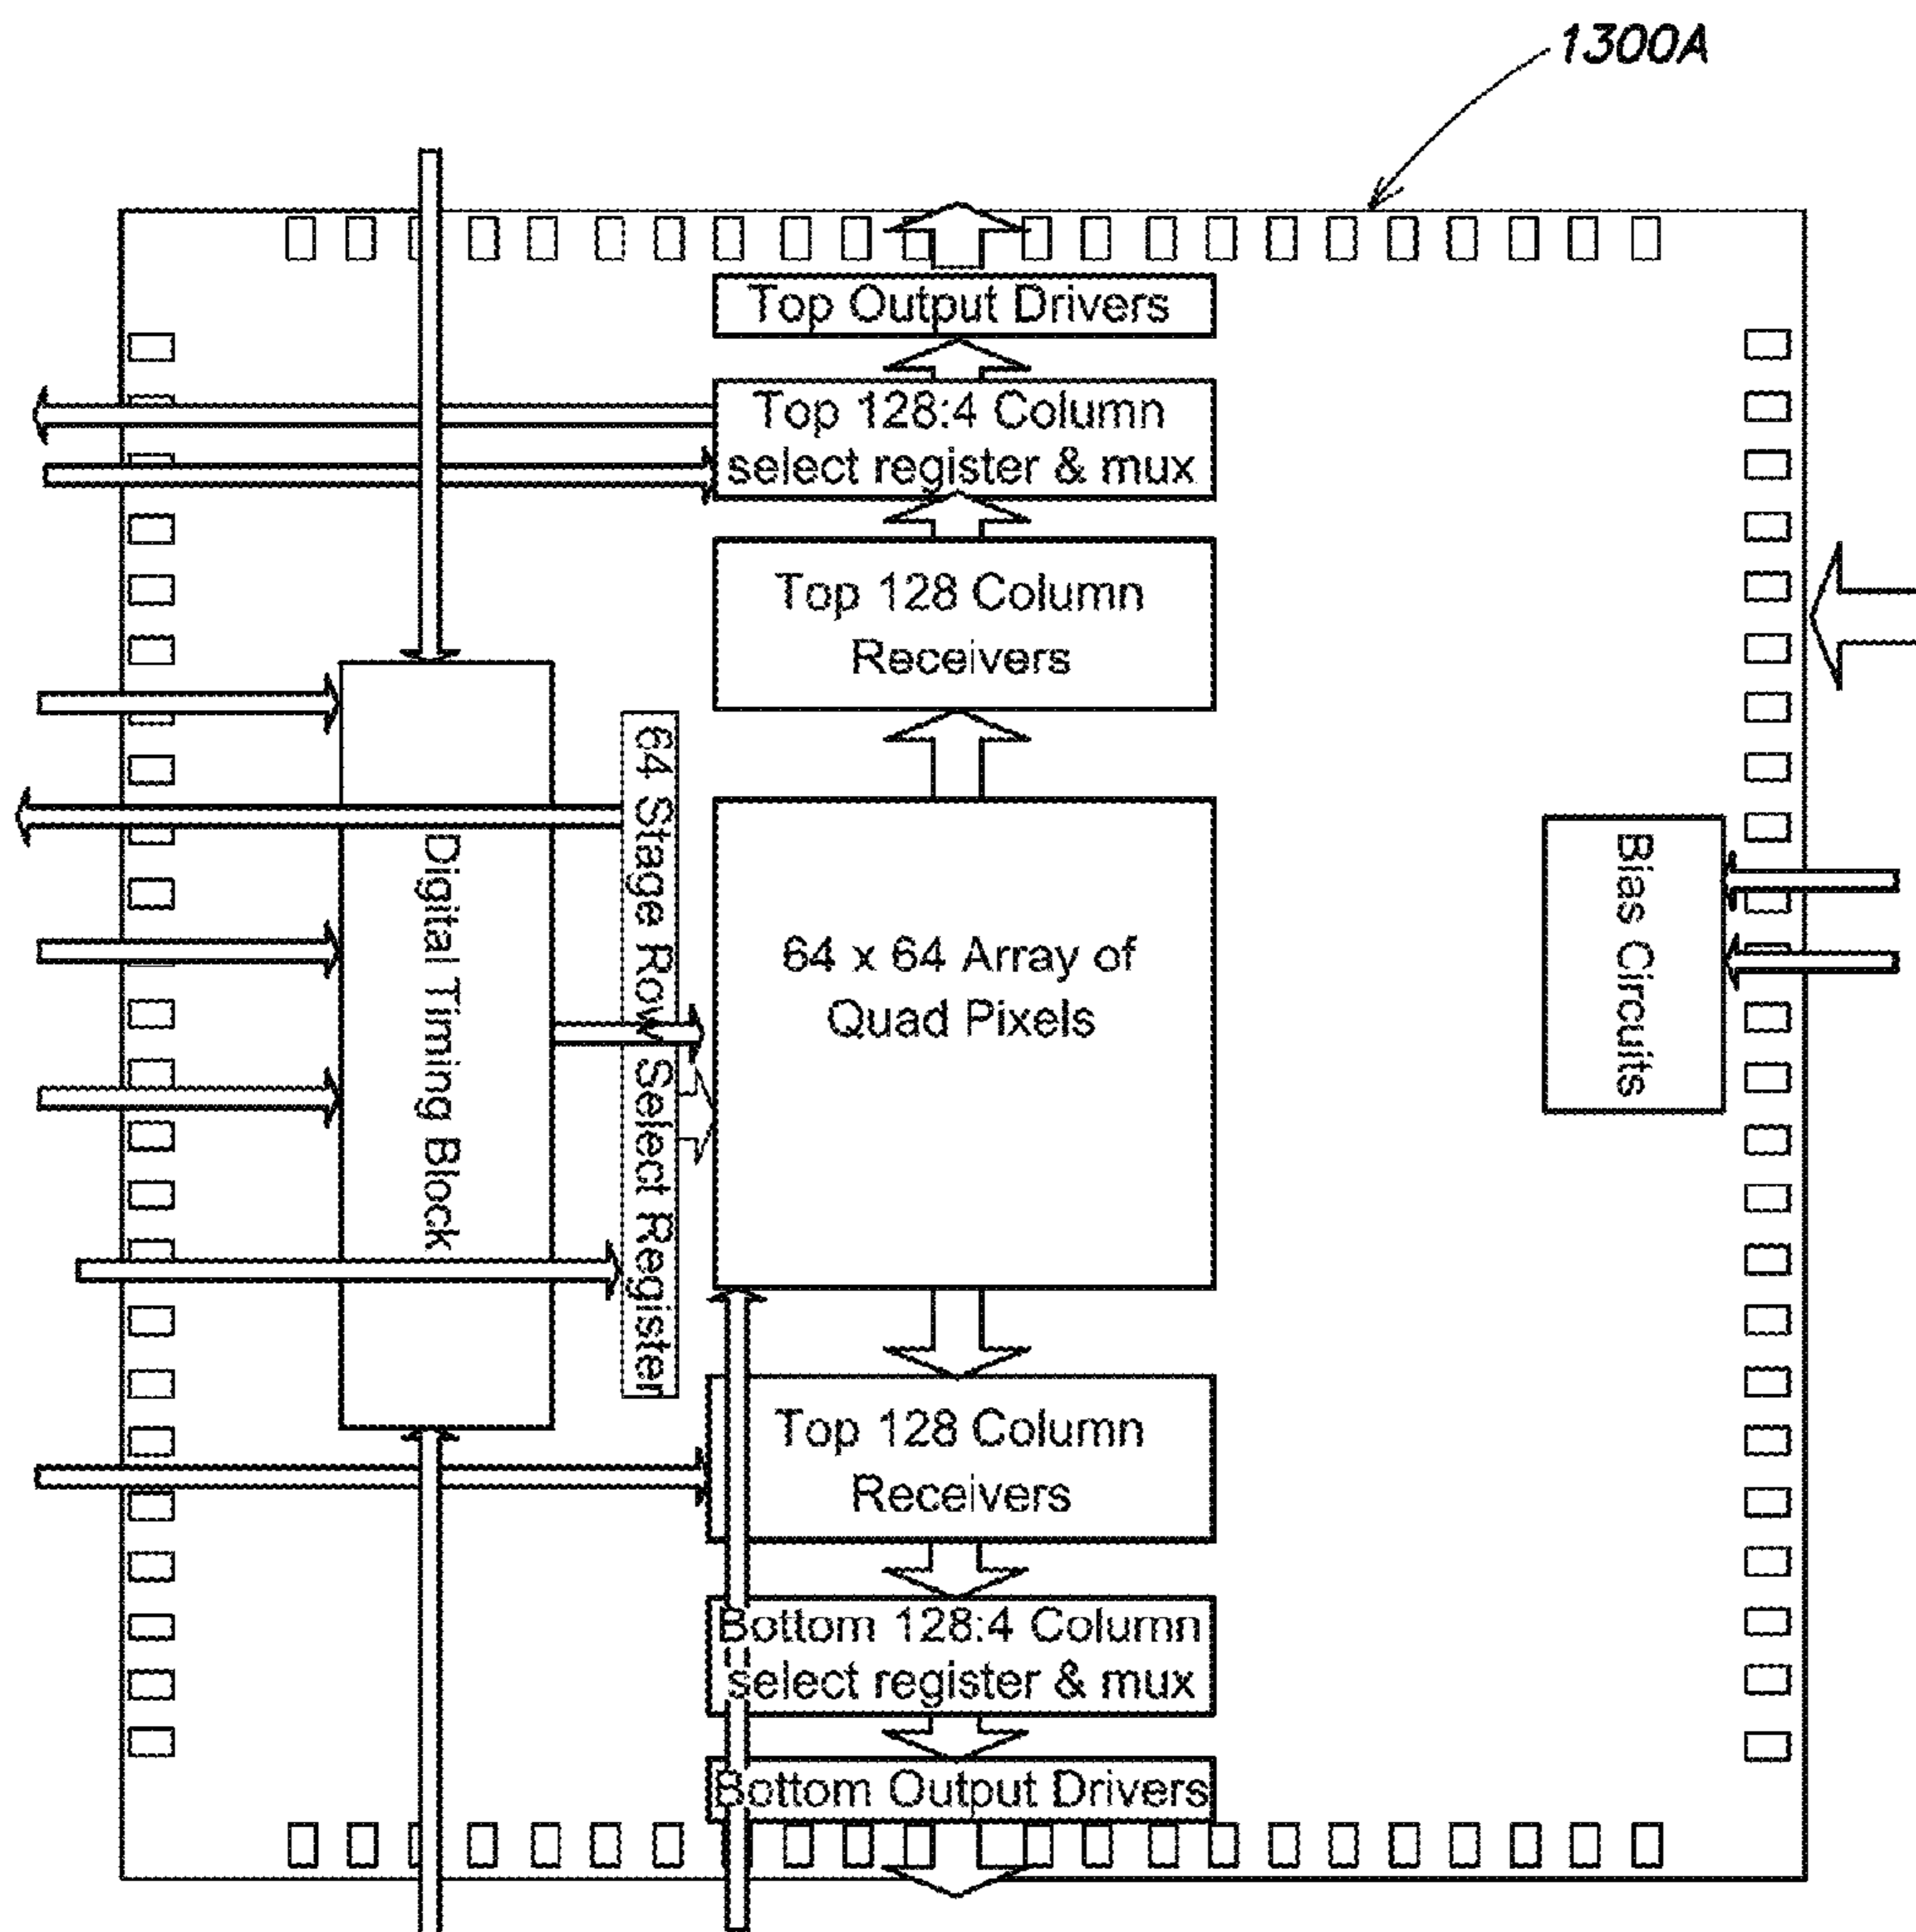 1300A
Top Output Drivers
Top 128:4 Column
select register & mux
Top 128 Column
Receivers
64 Stage Row Select Register
Digital Timing Block
64 x 64 Array of
Quad Pixels
Bias Circuits
Top 128 Column
Receivers
Bottom 128:4 Column
select register & mux
Bottom Output Drivers